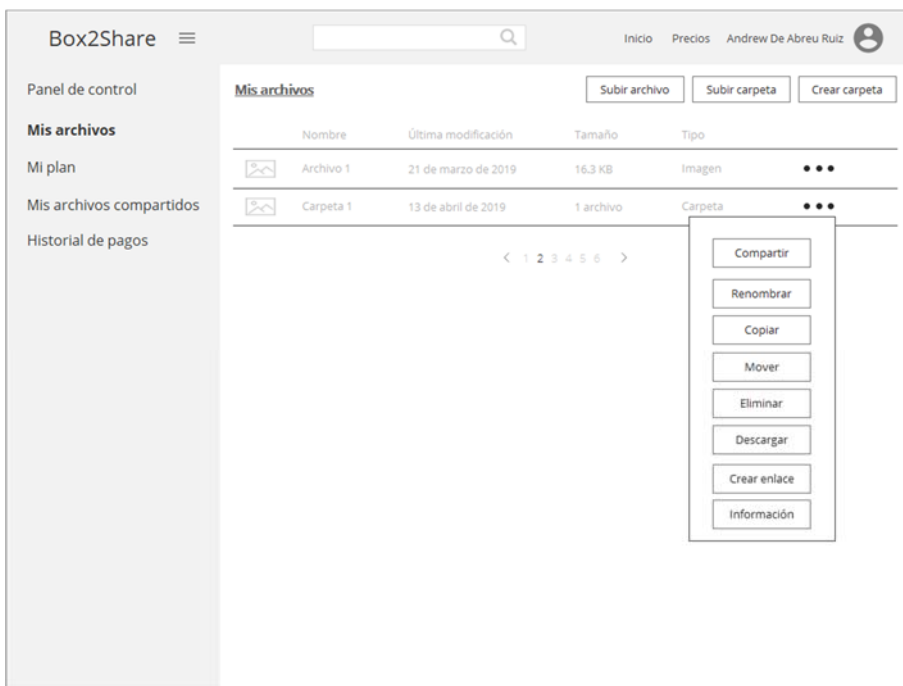 Box2Share
Inicio Precios Andrew De Abreu Ruiz
Panel de control
Mis archivos
Mi plan
Mis archivos compartidos
Historial de pagos
Mis archivos
Subir archivo Subir carpeta Crear carpeta
Nombre Última modificación Tamaño Tipo
Archivo 1 21 de marzo de 2019 16.3 KB Imagen
Carpeta 1 13 de abril de 2019 1 archivo Carpeta
< 1 2 3 4 5 6 >
Compartir
Renombrar
Copiar
Mover
Eliminar
Descargar
Crear enlace
Información